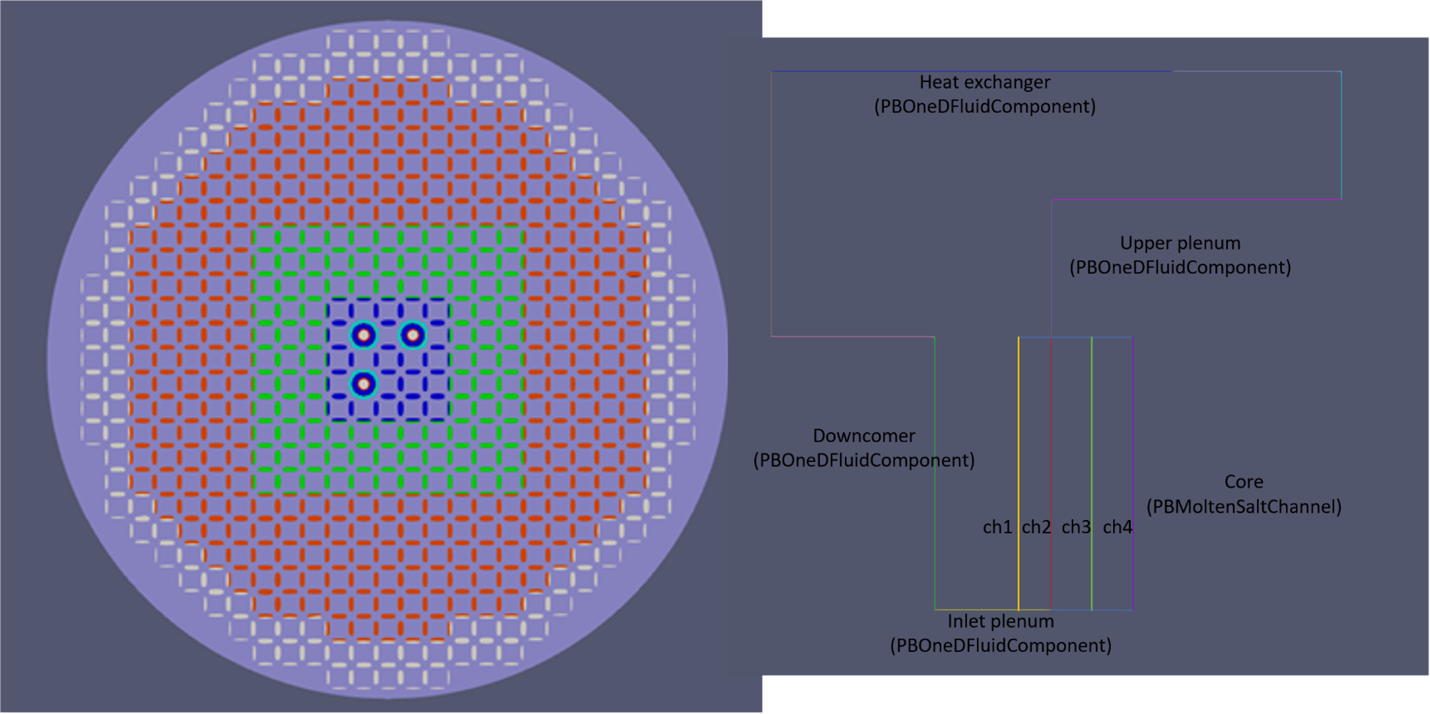 Heat exchanger
(PBOneDFluidComponent)
Upper plenum
(PBOneDFluidComponent)
Downcomer
(PBOneDFluidComponent)
Core
(PBMoltenSaltChannel)
ch1 ch2 ch3 ch4
Inlet plenum
(PBOneDFluidComponent)